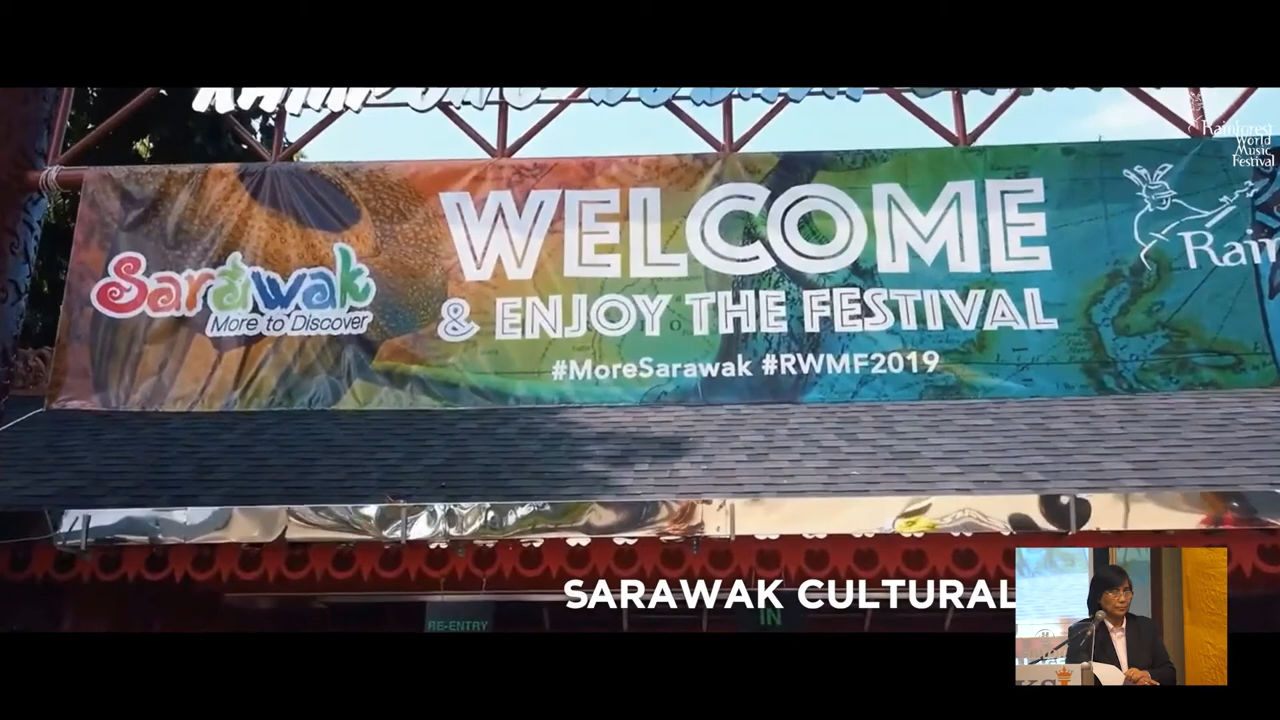 Rainforest
World
Music
Festival
WELCOME
Sarawak
More to Discover
& ENJOY THE FESTIVAL
#MoreSarawak #RWMF2019
SARAWAK CULTURAL
IN
RE-ENTRY